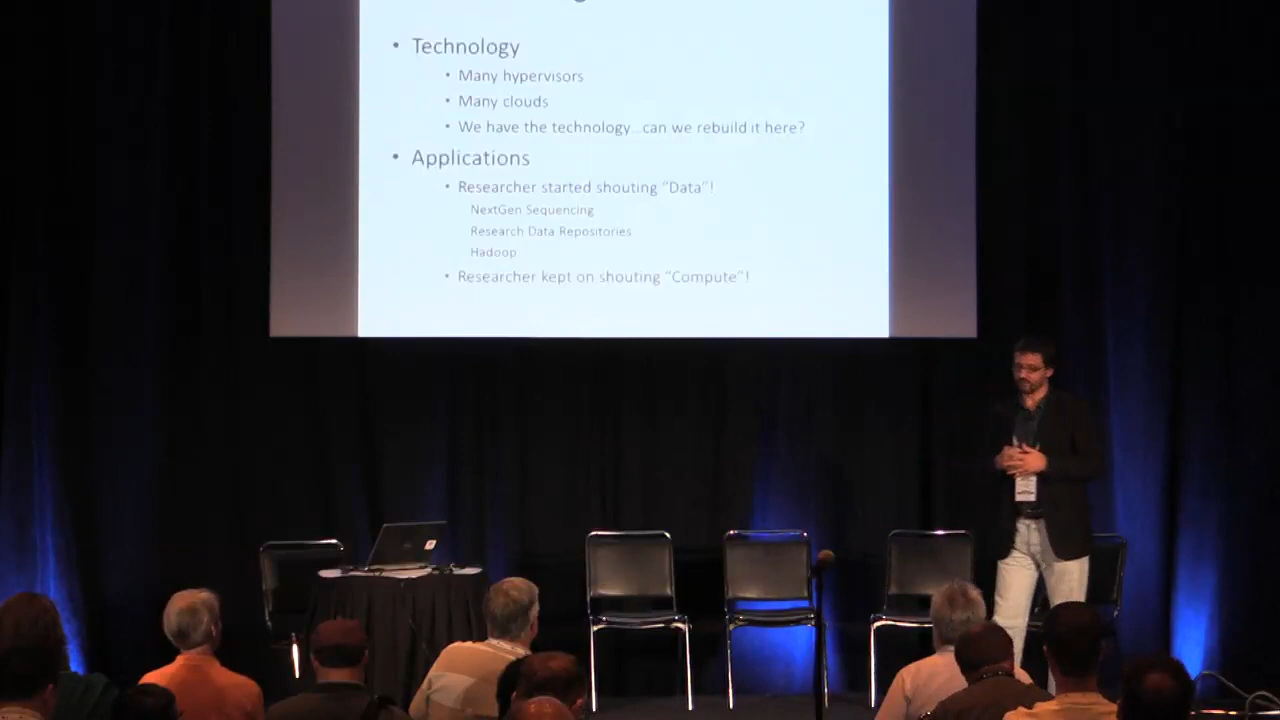 • Technology
• Many hypervisors
• Many clouds
• We have the technology...can we rebuild it here?
• Applications
• Researcher started shouting “Data”!
NextGen Sequencing
Research Data Repositories
Hadoop
• Researcher kept on shouting “Compute”!